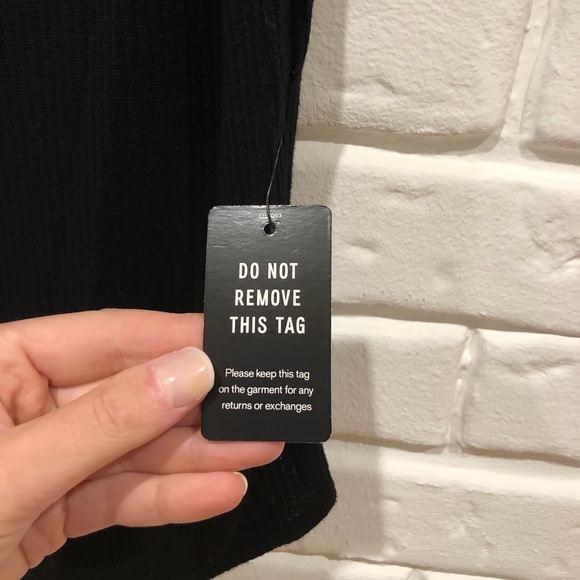 DO NOT
REMOVE
THIS TAG
Please keep this tag
on the garment for any
returns or exchanges